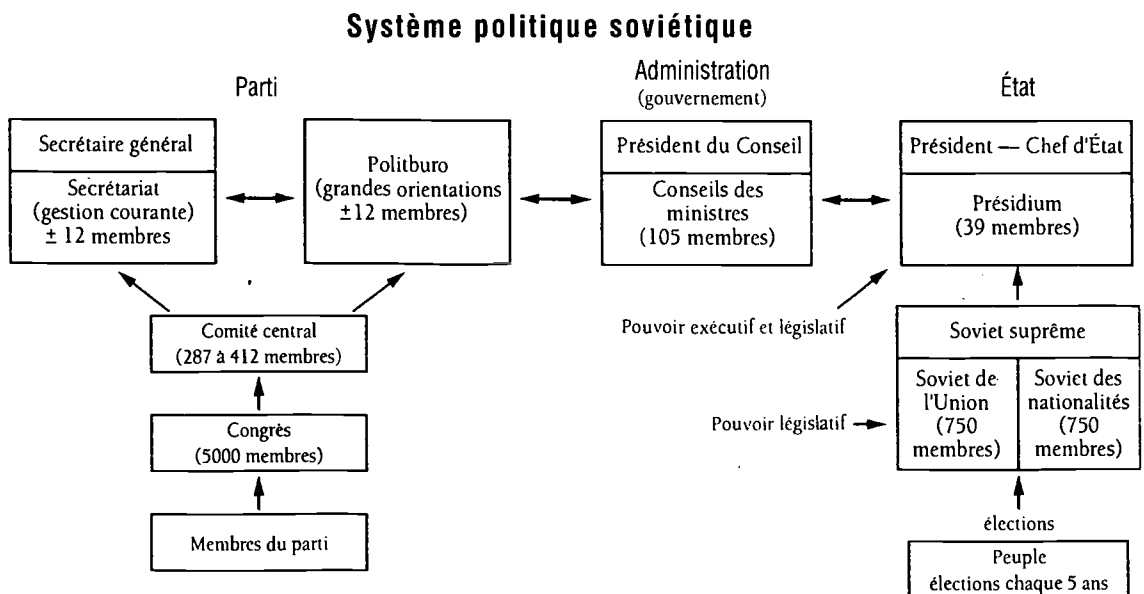 Système politique soviétique
Parti
Administration
(gouvernement)
État
Secrétaire général
Secrétariat
(gestion courante)
± 12 membres
Politburo
(grandes orientations
±12 membres)
Président du Conseil
Conseils des
ministres
(105 membres)
Président — Chef d'État
Présidium
(39 membres)
Comité central
(287 à 412 membres)
Pouvoir exécutif et législatif
Soviet suprême
Congrès
(5000 membres)
Pouvoir législatif
Soviet de
l'Union
(750
membres)
Soviet des
nationalités
(750
membres)
Membres du parti
élections
Peuple
élections chaque 5 ans